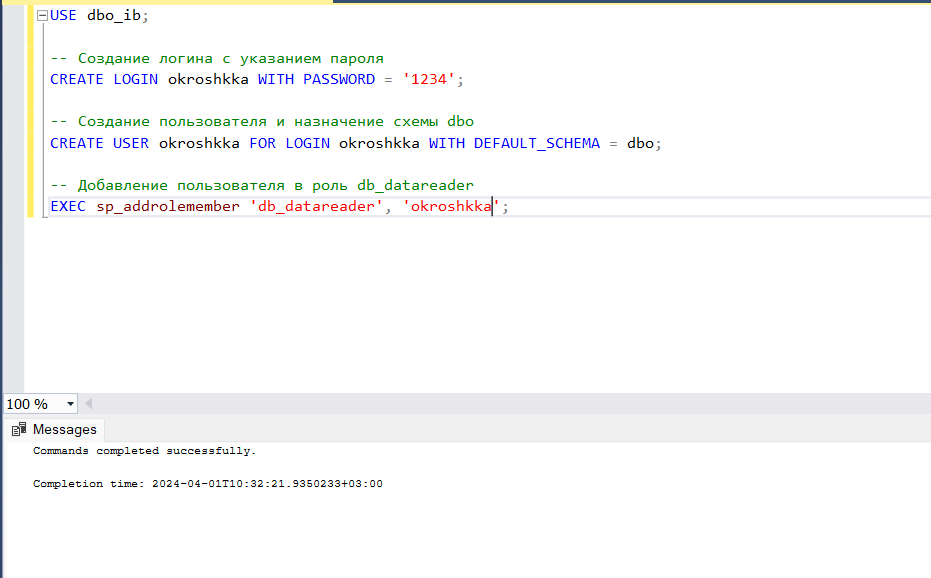 USE dbo_ib;
-- Создание логина с указанием пароля
CREATE LOGIN okroshkka WITH PASSWORD = '1234';
-- Создание пользователя и назначение схемы dbo
CREATE USER okroshkka FOR LOGIN okroshkka WITH DEFAULT_SCHEMA = dbo;
-- Добавление пользователя в роль db_datareader
EXEC sp_addrolemember 'db_datareader', 'okroshkka';
100 %
Messages
Commands completed successfully.
Completion time: 2024-04-01T10:32:21.9350233+03:00